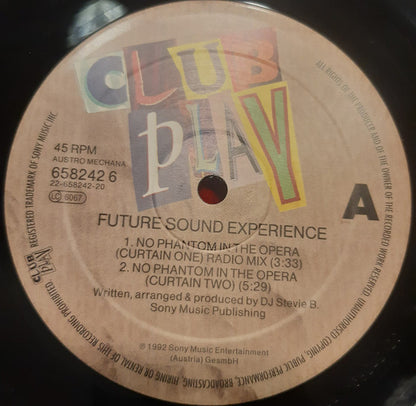 CLUB
PLAY
45 RPM
AUSTRO MECHANA
658242 6
22-658242-20
LC 6067
A
FUTURE SOUND EXPERIENCE
1. NO PHANTOM IN THE OPERA
(CURTAIN ONE) RADIO MIX (3:33)
2. NO PHANTOM IN THE OPERA
(CURTAIN TWO) (5:29)
Written, arranged & produced by DJ Stevie B.
Sony Music Publishing
℗ 1992 Sony Music Entertainment
(Austria) GesmbH
CLUB PLAY REGISTERED TRADEMARK OF SONY MUSIC INC
ALL RIGHTS OF THE PRODUCER AND OF THE OWNER OF THE RECORDED WORK RESERVED. UNAUTHORISED COPYING, PUBLIC PERFORMANCE, BROADCASTING, HIRING OR RENTAL OF THIS RECORDING PROHIBITED.